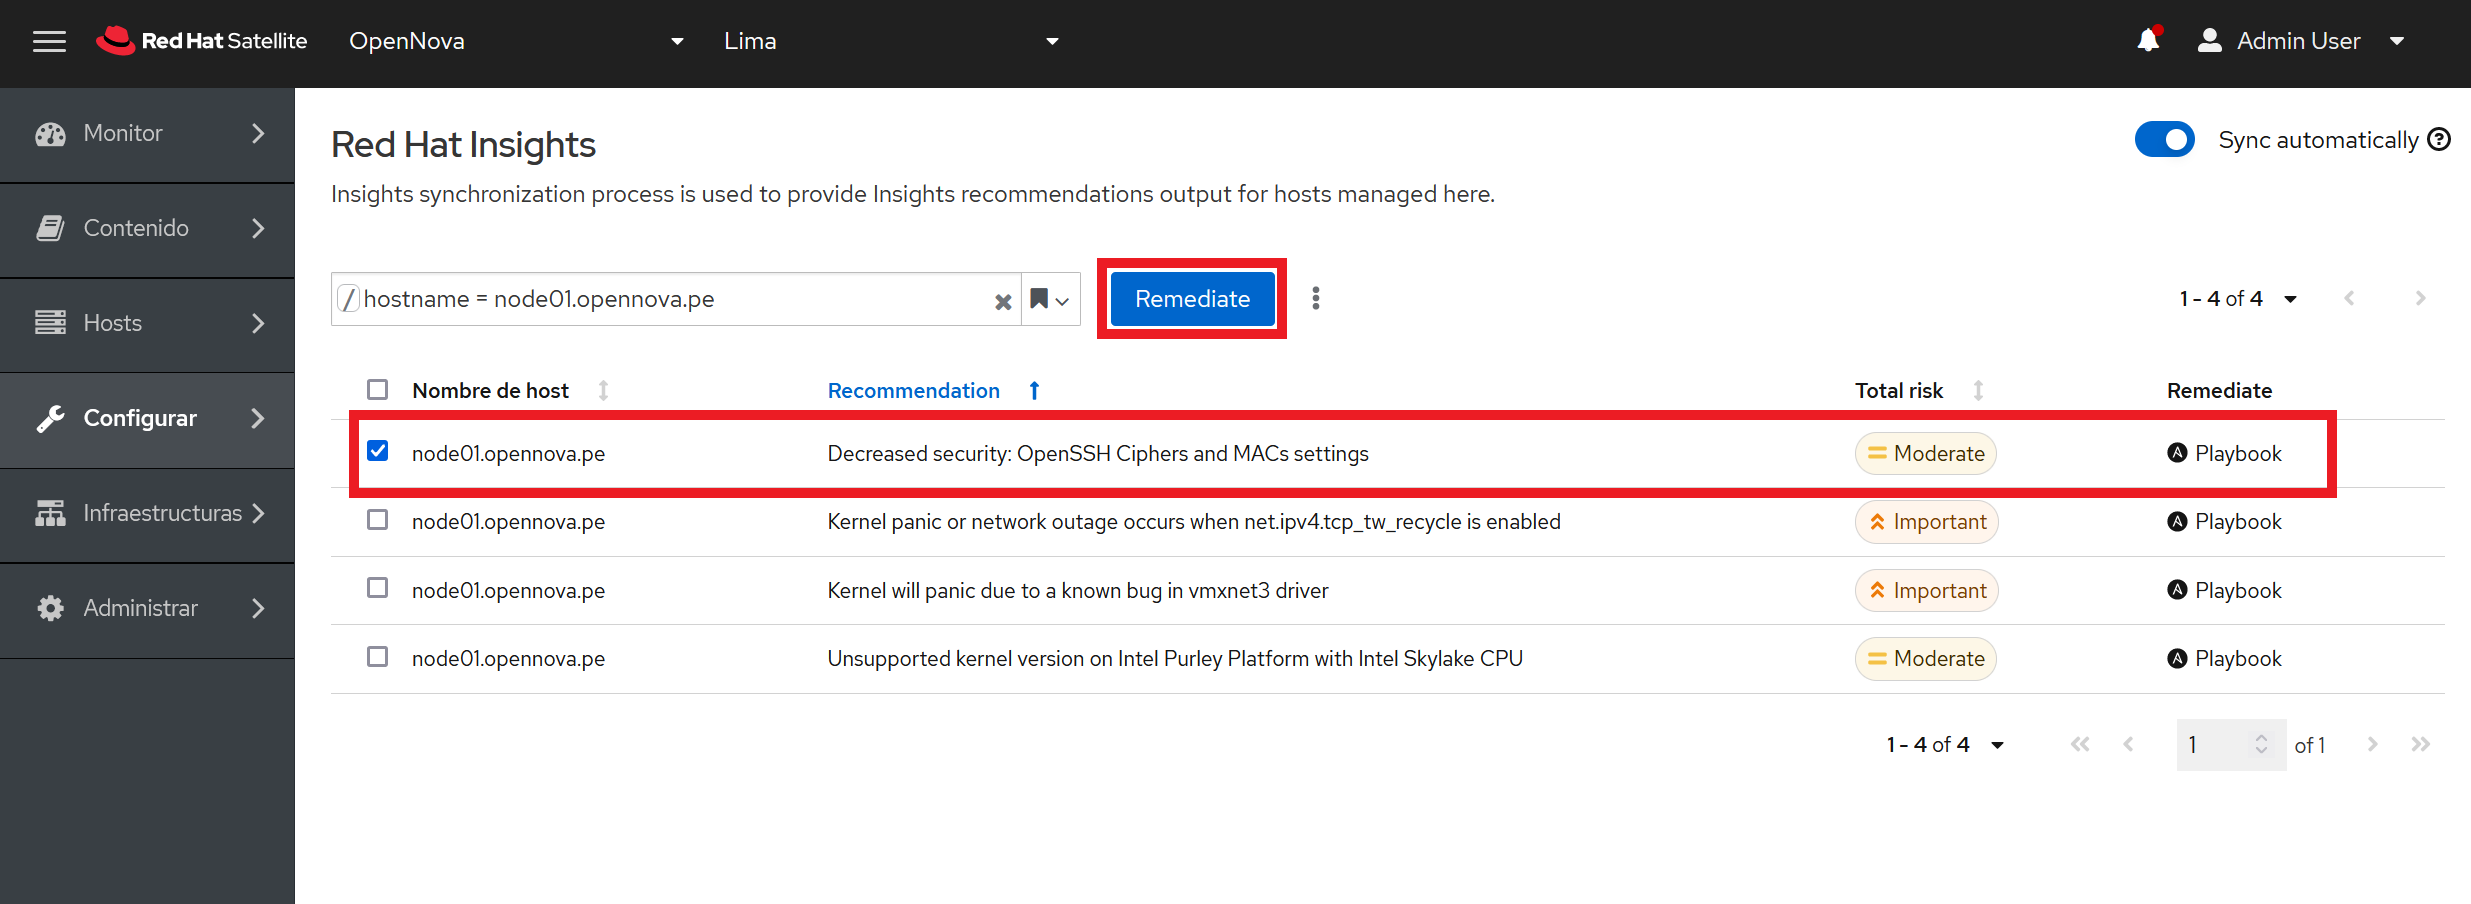 Red Hat Satellite OpenNova Lima Admin User
Monitor
Contenido
Hosts
Configurar
Infraestructuras
Administrar
Red Hat Insights
Sync automatically
Insights synchronization process is used to provide Insights recommendations output for hosts managed here.
/ hostname = node01.opennova.pe Remediate 1 - 4 of 4
Nombre de host Recommendation Total risk Remediate
node01.opennova.pe Decreased security: OpenSSH Ciphers and MACs settings Moderate Playbook
node01.opennova.pe Kernel panic or network outage occurs when net.ipv4.tcp_tw_recycle is enabled Important Playbook
node01.opennova.pe Kernel will panic due to a known bug in vmxnet3 driver Important Playbook
node01.opennova.pe Unsupported kernel version on Intel Purley Platform with Intel Skylake CPU Moderate Playbook
1 - 4 of 4 1 of 1